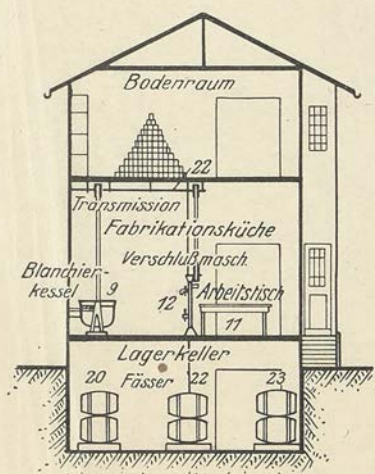 Bodenraum
22
Transmission
Fabrikationsküche
Verschlußmasch.
Blanchier-
kessel
9
12
Arbeitstisch
11
Lagerkeller
20
Fässer
22
23